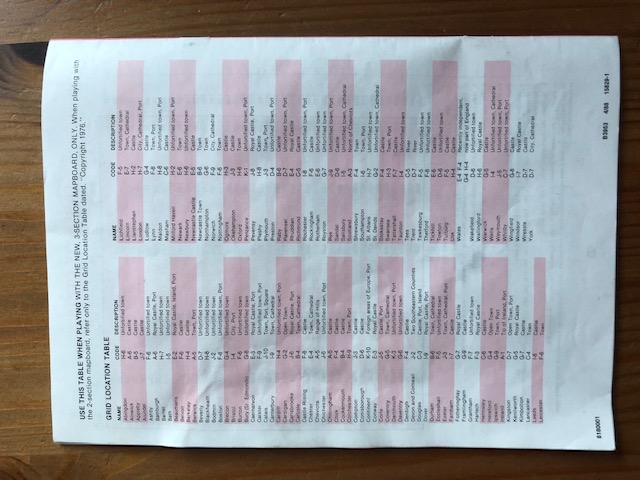 USE THIS TABLE WHEN PLAYING WITH THE NEW, 3-SECTION MAPBOARD, ONLY. When playing with
the 2-section mapboard, refer only to the Grid Location Table dated, "Copyright 1976."
GRID LOCATION TABLE
NAME CODE DESCRIPTION
Abingdon H-6 Unfortified town
Alnwick A-6 Castle
Appleby B-5 Castle
Arundel J-7 Castle
Ashby F-6 Unfortified town
Bamburgh A-6 Royal Castle, Port
Barnet H-7 Unfortified town
Bath I-5 Unfortified town
Beaumaris E-2 Royal Castle, Island, Port
Belvoir F-6 Castle
Berkeley H-4 Castle
Berwick A-5 Town, Port
Beverly D-7 Unfortified town
Blackheath H-8 Unfortified town
Bodmin J-2 Unfortified town
Boston F-8 Unfortified town, Port
Brecon G-4 Unfortified town
Bristol I-4 City, Port
Burton F-6 Unfortified town
Bury (St. Edmunds) G-8 Unfortified town
Caernarvon E-3 Royal Castle, Port
Caister F-9 Unfortified town, Port
Calais J-10 Town, Port, Square
Canterbury I-9 Town, Cathedral
Cardiff H-4 Unfortified town, Port
Cardigan G-2 Open Town
Carisbrooke J-6 Royal Castle, Port
Carlisle B-4 Town, Cathedral
Castle Rising F-8 Castle
Chester E-4 Town, Cathedral
Cheviots A-5 Range of Hills
Chichester J-6 Unfortified town, Port
Chillingham A-5 Castle
Chirk F-4 Castle
Cockermouth B-4 Castle
Colchester H-9 Town, Port
Compton J-3 Castle
Conisborough D-6 Castle
Continent K-10 Foreign areas of Europe, Port
Conway E-3 Royal Castle
Corfe J-5 Castle, Port
Coventry G-5 Town, Cathedral
Dartmouth K-3 Unfortified town, Port
Daventry G-6 Unfortified town
Denbigh F-4 Castle
Devon and Cornwall J-2 Two Southeastern Counties
Douglas C-3 Castle, Port, Island
Dover I-9 Royal Castle, Port
Durham B-6 Town, Cathedral
Eccleshall F-5 Unfortified town
Exeter J-3 Town, Cathedral, Port
Farnham I-7 Castle
Fotheringhay G-7 Royal Castle
Framlingham G-9 Castle
Grantham F-7 Unfortified town
Harlech F-3 Royal Castle
Helmsley C-6 Castle
Hereford G-4 Open Town
Ipswich G-9 Town, Port
Ireland A-1 Tip of Ireland, Port
Kingston D-7 Open Town, Port
Kenilworth G-5 Royal Castle
Kimbolton G-7 Castle
Lancaster C-4 Town
Leeds I-8 Castle
Leicester F-6 Town
NAME CODE DESCRIPTION
Lichfield F-5 Unfortified town
Lincoln E-7 Town, Cathedral
Llanstephen H-2 Castle
London H-7 City, Cathedral, Port
Ludlow G-4 Castle
Lynn F-8 Town, Port
Maldon H-8 Unfortified town, Port
Masham C-6 Castle
Milford Haven H-2 Unfortified town, Port
Newark E-6 Town
Newbury H-6 Unfortified town
Newcastle Castle E-5 Castle
Newcastle Town B-6 Town
Northampton G-6 Town
Norwich F-9 City, Cathedral
Nottingham F-6 Town
Ogmore H-3 Castle
Okehampton J-3 Castle
Oxford H-6 Town
Penzance K-1 Unfortified town, Port
Pevensy J-8 Royal Castle, Port
Pleshy H-8 Castle
Plymouth J-3 Town, Port
Preston D-4 Unfortified town, Port
Raby B-6 Castle
Ravenser D-7 Unfortified town, Port
Rhuddlan E-4 Royal Castle
Richmond C-5 Castle
Rochester I-8 Unfortified town, Port
Rockingham F-6 Castle
Rotherham E-6 Unfortified town
Royston G-7 Unfortified town
Rye J-9 Unfortified town, Port
Sandal D-6 Castle
Salisbury I-5 Unfortified town, Cathedral
Scotland A-3 North of Cheviots
Shrewsbury F-4 Town
Southampton I-6 Town, Port
St. Albans H-7 Unfortified town
St. Davids G-2 Unfortified town, Cathedral
Stokesay F-4 Castle
Swansea H-3 Town, Port
Tattershall F-7 Castle
Taunton I-4 Unfortified town
Tees C-5 River
Trent D-7 River
Tewkesbury F-5 Unfortified town
Thetford F-8 Unfortified town
Tickhill E-6 Castle
Towton D-6 Unfortified town
Tutbury F-5 Castle
Usk H-4 Castle
Wales E-4 F-4 Recently independent,
G-4 H-4 now part of England
Wakefield D-6 Unfortified town
Wallingford H-6 Royal Castle
Warwick G-5 Castle
Wells I-4 Unfortified town, Cathedral
Weymouth J-5 Unfortified town, Port
Whitby C-7 Unfortified town, Port
Wingfield G-8 Castle
Windsor I-7 Royal Castle
Wressle D-7 Castle
York D-7 City, Cathedral
8180001
B3953 4/88 15829-1